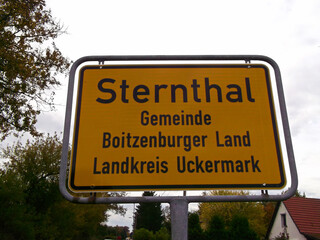 Sternthal
Gemeinde
Boitzenburger Land
Landkreis Uckermark